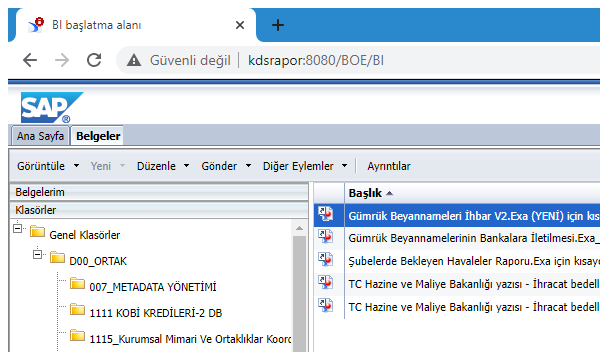 BI başlatma alanı
Güvenli değil | kdsrapor:8080/BOE/BI
SAP
Ana Sayfa Belgeler
Görüntüle Yeni Düzenle Gönder Diğer Eylemler Ayrıntılar
Belgelerim
Klasörler
Genel Klasörler
D00_ORTAK
007_METADATA YÖNETİMİ
1111 KOBİ KREDİLERİ-2 DB
1115_Kurumsal Mimari Ve Ortaklıklar Koord
Başlık
Gümrük Beyannameleri İhbar V2.Exa (YENİ) için kıs
Gümrük Beyannamelerinin Bankalara İletilmesi.Exa_
Şubelerde Bekleyen Havaleler Raporu.Exa için kısayo
TC Hazine ve Maliye Bakanlığı yazısı - İhracat bedell
TC Hazine ve Maliye Bakanlığı yazısı - İhracat bedell